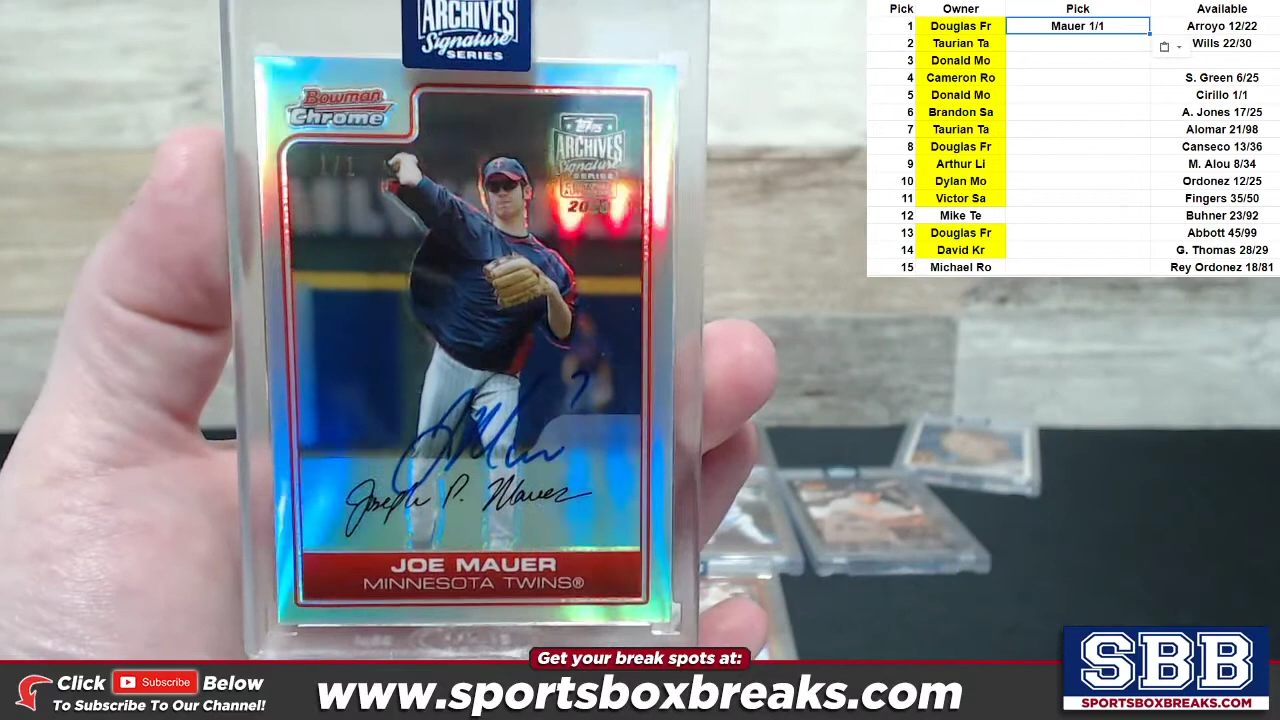 ARCHIVES
Signature
SERIES
Bowman
Chrome
1/1
Topps
ARCHIVES
Signature
SERIES
Joseph P. Mauer
JOE MAUER
MINNESOTA TWINS®
Pick Owner Pick Available
1 Douglas Fr Mauer 1/1 Arroyo 12/22
2 Taurian Ta Wills 22/30
3 Donald Mo
4 Cameron Ro S. Green 6/25
5 Donald Mo Cirillo 1/1
6 Brandon Sa A. Jones 17/25
7 Taurian Ta Alomar 21/98
8 Douglas Fr Canseco 13/36
9 Arthur Li M. Alou 8/34
10 Dylan Mo Ordonez 12/25
11 Victor Sa Fingers 35/50
12 Mike Te Buhner 23/92
13 Douglas Fr Abbott 45/99
14 David Kr G. Thomas 28/29
15 Michael Ro Rey Ordonez 18/81
Get your break spots at:
Click Subscribe Below
To Subscribe To Our Channel!
www.sportsboxbreaks.com
SBB
SPORTSBOXBREAKS.COM